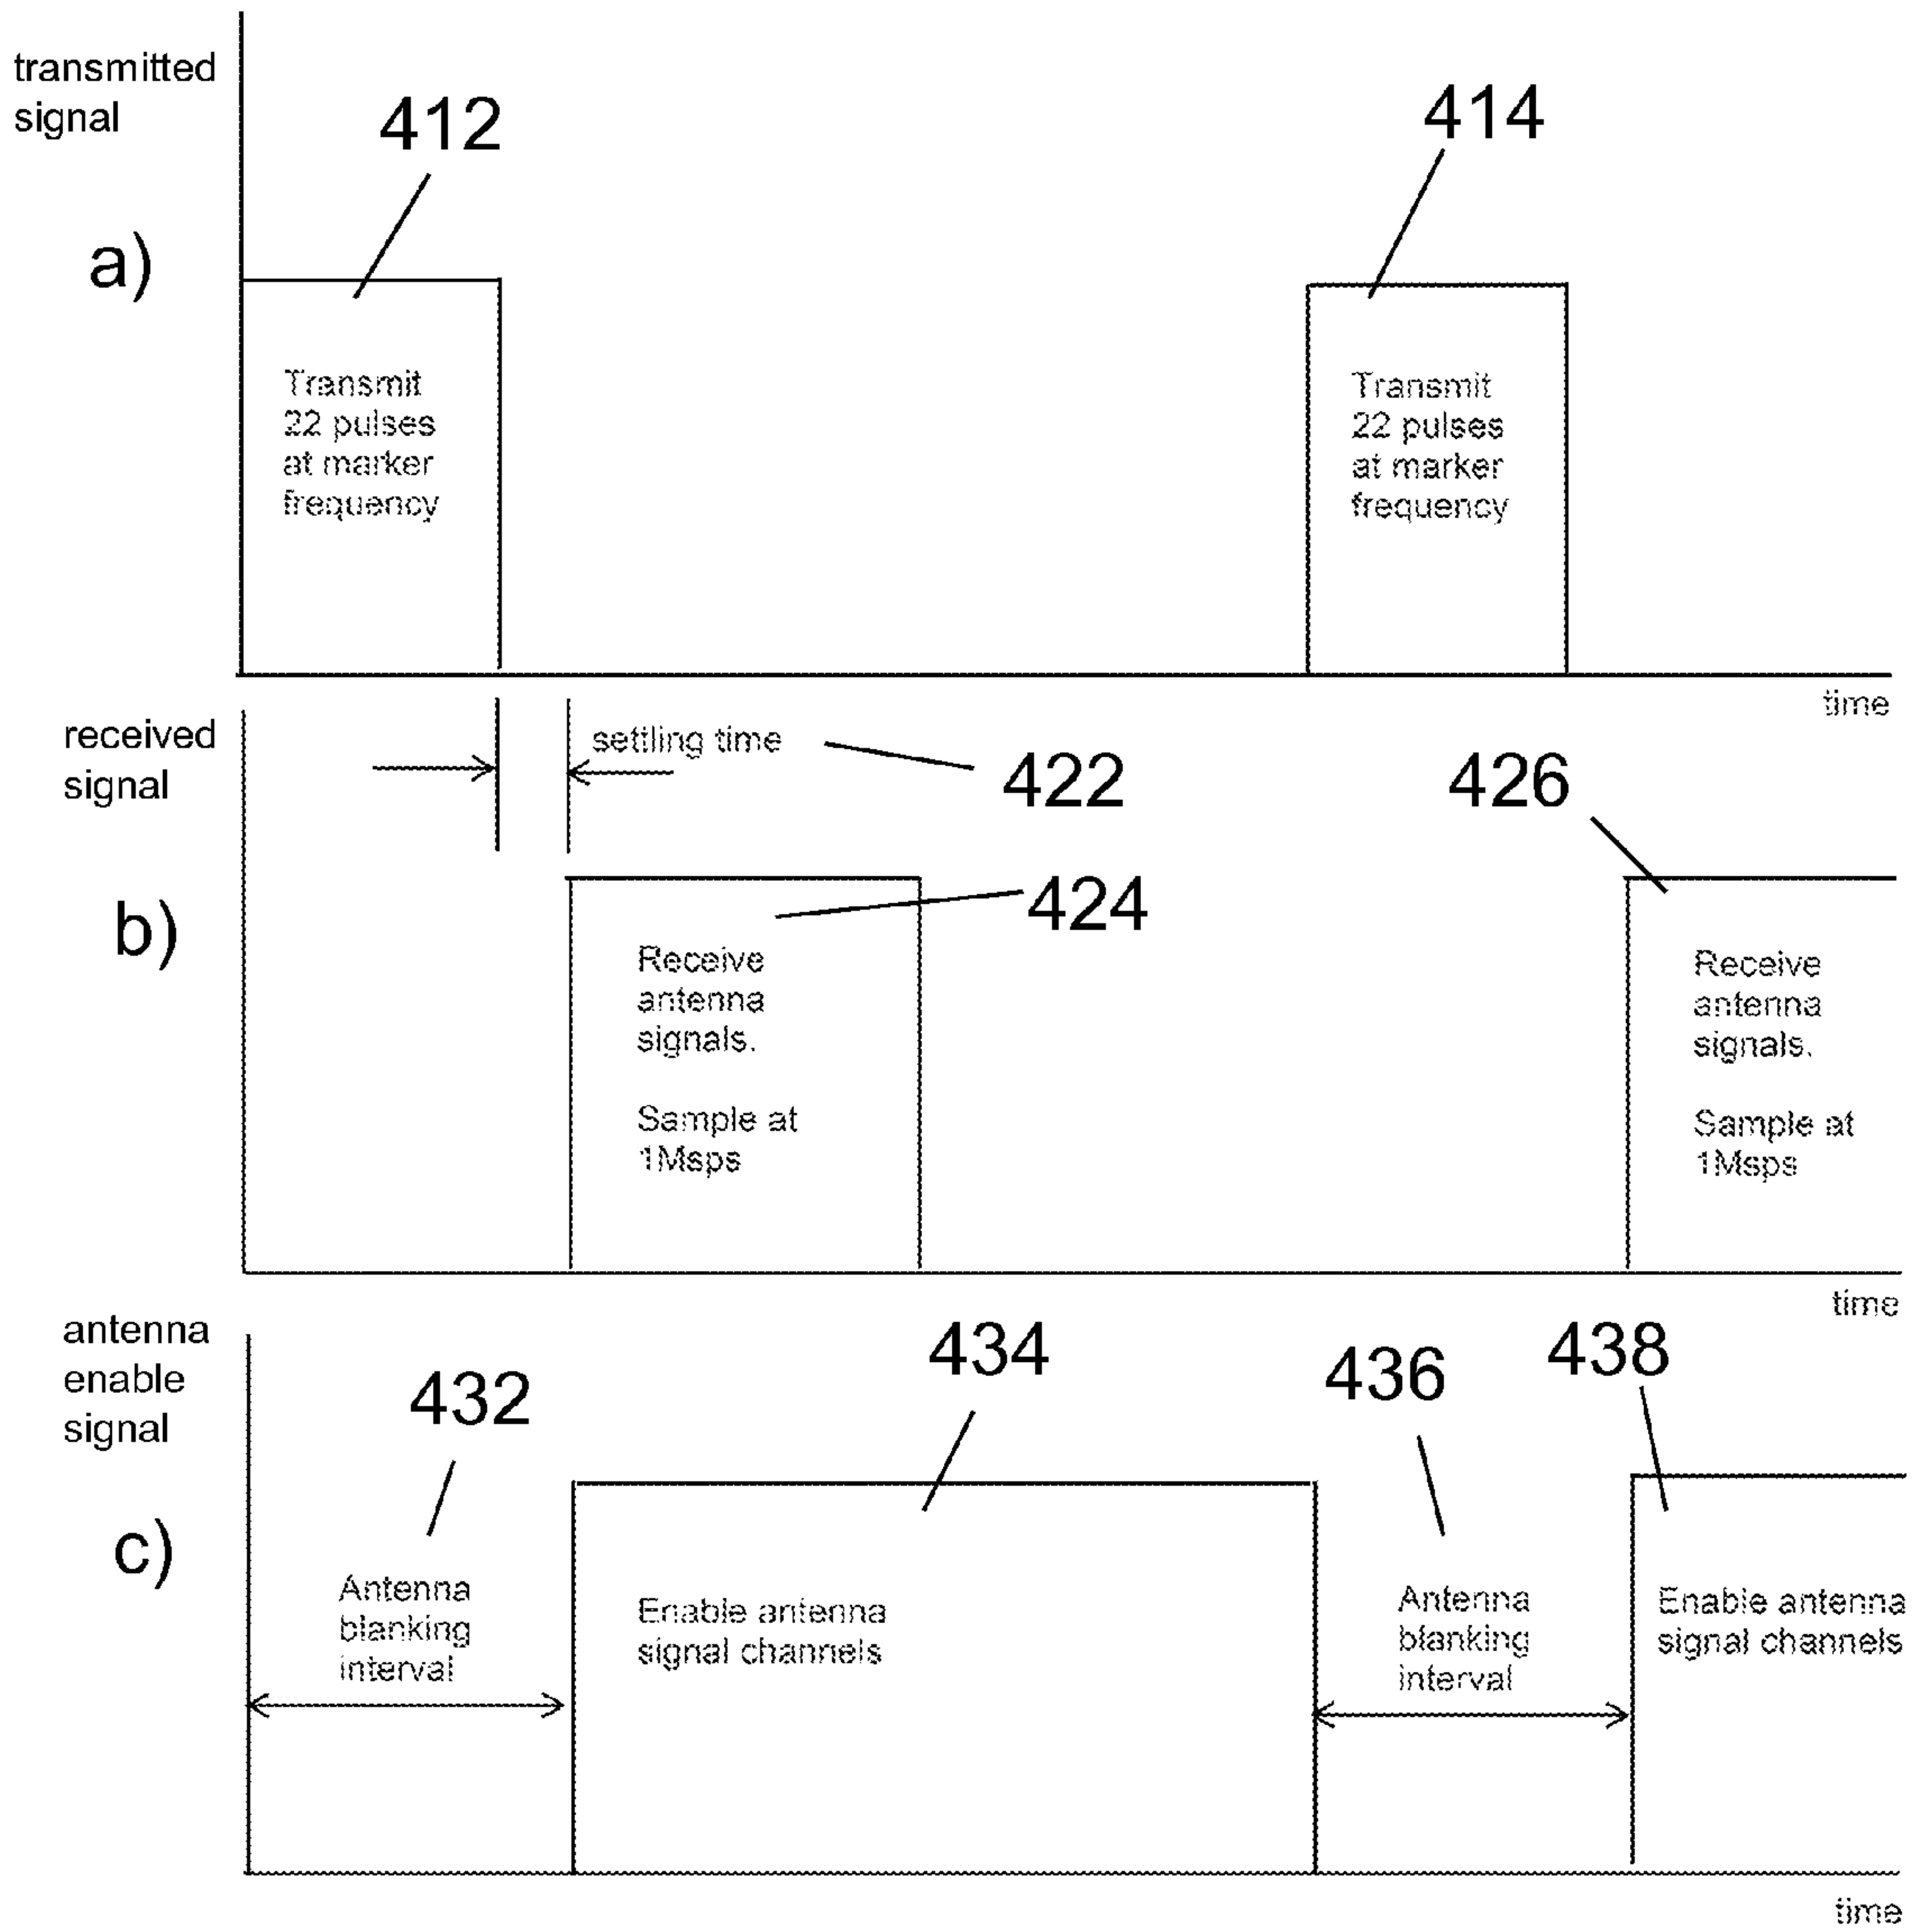 transmitted
signal
412
414
a)
Transmit
22 pulses
at marker
frequency
Transmit
22 pulses
at marker
frequency
time
received
signal
settling time
422
426
424
b)
Receive
antenna
signals.
Sample at
1Msps
Receive
antenna
signals.
Sample at
1Msps
time
antenna
enable
signal
432
434
436
438
c)
Antenna
blanking
interval
Enable antenna
signal channels
Antenna
blanking
interval
Enable antenna
signal channels
time